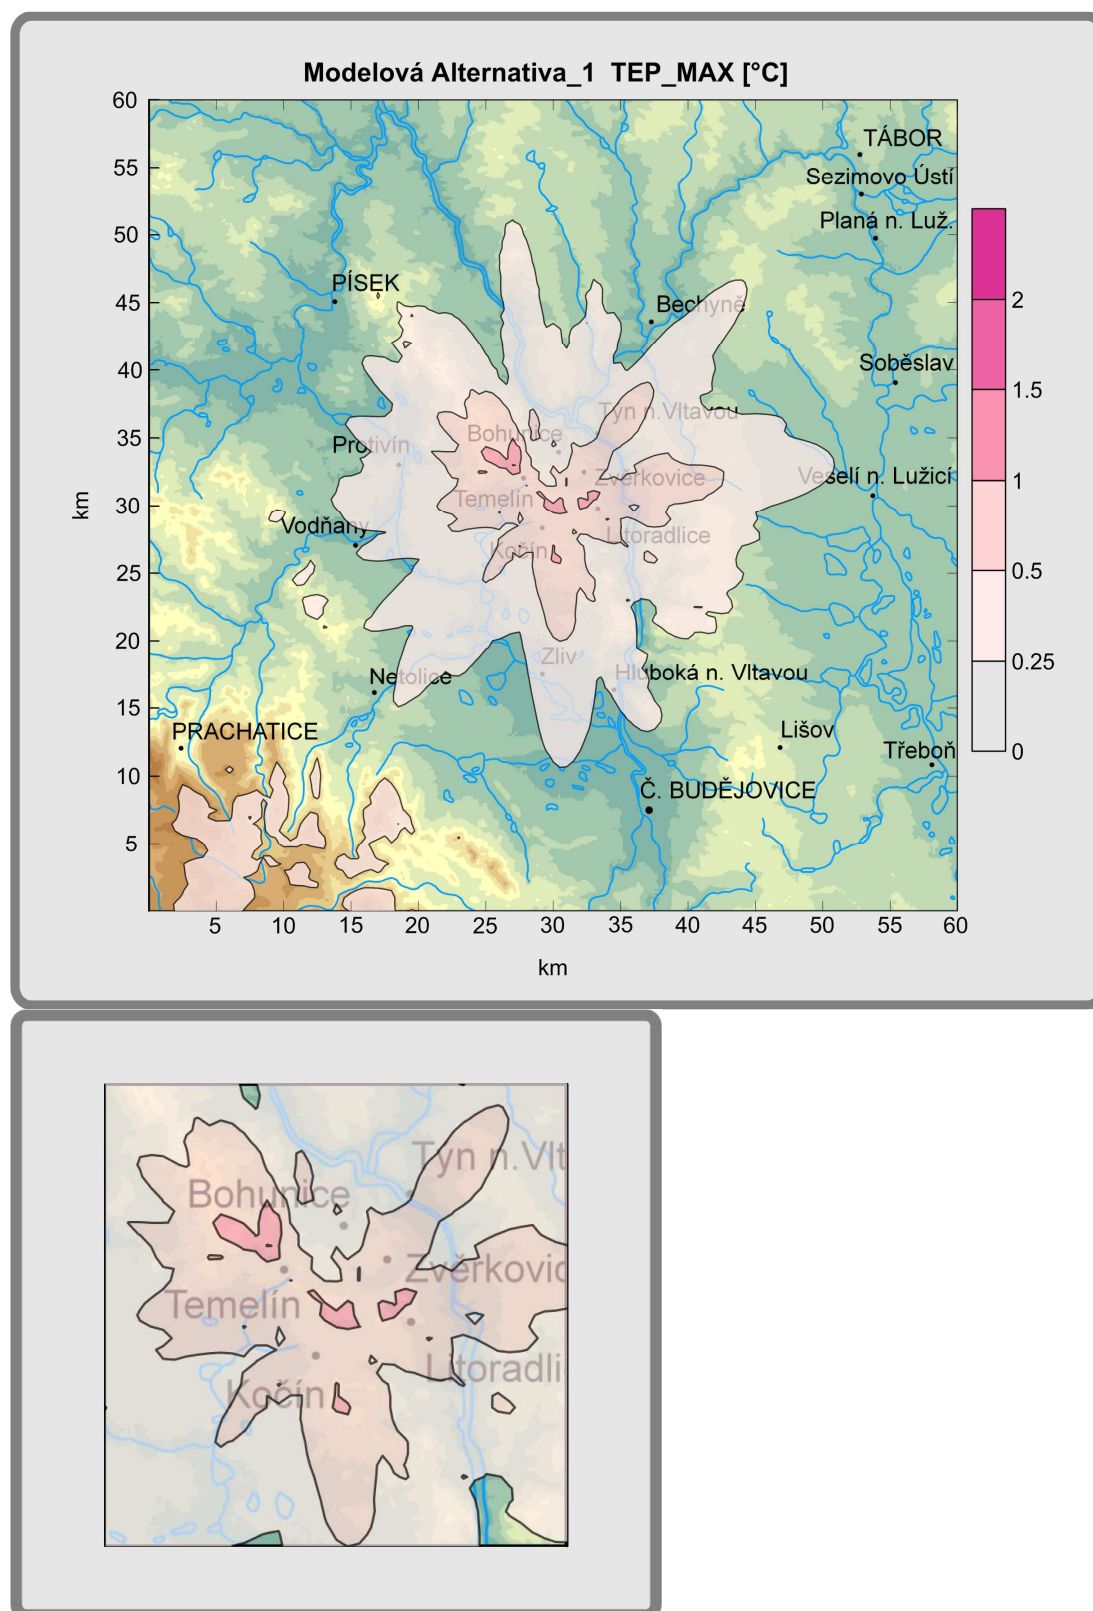 Modelová Alternativa_1 TEP_MAX [°C]
60
TÁBOR
55
Sezimovo Ústí
Planá n. Luž.
50
PÍSEK
45
Bechyně
2
40
Soběslav
1.5
35
Týn n.Vltavou
Bohunice
Protivín
km
Zvěrkovice
Veselí n. Lužicí
1
30
Temelín
Vodňany
Litoradlice
Kočín
25
0.5
20
Zliv
0.25
Netolice
Hluboká n. Vltavou
15
PRACHATICE
Lišov
Třeboň
0
10
Č. BUDĚJOVICE
5
5 10 15 20 25 30 35 40 45 50 55 60
km
Týn n.Vlt
Bohunice
Zvěrkovic
Temelín
Litoradli
Kočín